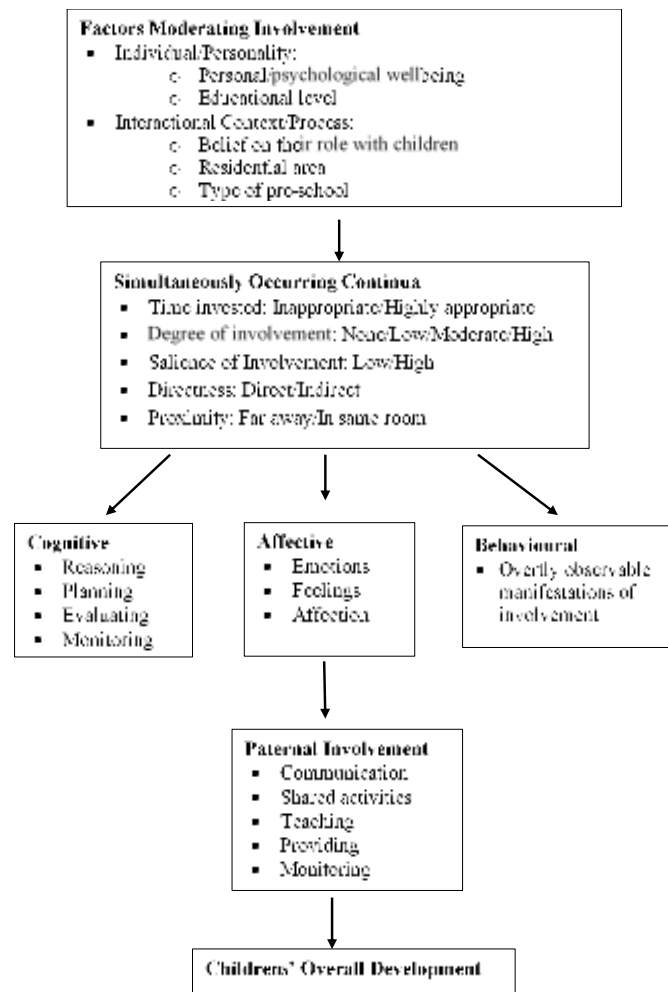 Factors Moderating Involvement
▪ Individual/Personality:
o Personal/psychological wellbeing
o Educational level
▪ Interactional Context/Process:
o Belief on their role with children
o Residential area
o Type of pre-school
Simultaneously Occurring Continua
▪ Time invested: Inappropriate/Highly appropriate
▪ Degree of involvement: None/Low/Moderate/High
▪ Salience of Involvement: Low/High
▪ Directness: Direct/Indirect
▪ Proximity: Far away/In same room
Cognitive
▪ Reasoning
▪ Planning
▪ Evaluating
▪ Monitoring
Affective
▪ Emotions
▪ Feelings
▪ Affection
Behavioural
▪ Overtly observable
manifestations of
involvement
Paternal Involvement
▪ Communication
▪ Shared activities
▪ Teaching
▪ Providing
▪ Monitoring
Childrens' Overall Development